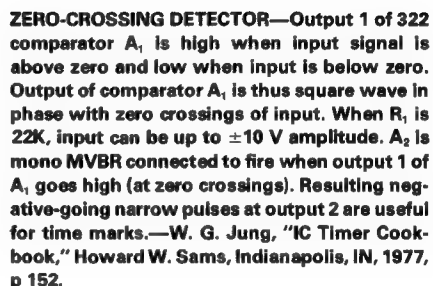 ZERO-CROSSING DETECTOR—Output 1 of 322
comparator A₁ is high when input signal is
above zero and low when input is below zero.
Output of comparator A₁ is thus square wave in
phase with zero crossings of input. When R₁ is
22K, input can be up to ±10 V amplitude. A₂ is
mono MVBR connected to fire when output 1 of
A₁ goes high (at zero crossings). Resulting neg-
ative-going narrow pulses at output 2 are useful
for time marks.—W. G. Jung, "IC Timer Cook-
book," Howard W. Sams, Indianapolis, IN, 1977,
p 152.